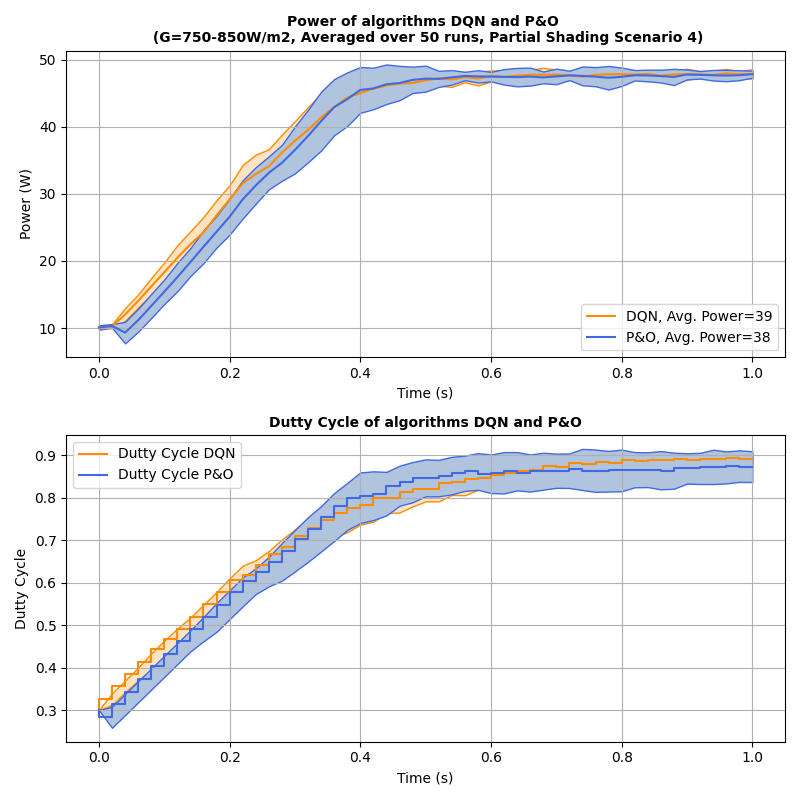 Power of algorithms DQN and P&O
(G=750-850W/m2, Averaged over 50 runs, Partial Shading Scenario 4)
50
40
30
20
10
Power (W)
DQN, Avg. Power=39
P&O, Avg. Power=38
0.0 0.2 0.4 0.6 0.8 1.0
Time (s)
Dutty Cycle of algorithms DQN and P&O
Dutty Cycle DQN
Dutty Cycle P&O
0.9
0.8
0.7
0.6
0.5
0.4
0.3
Dutty Cycle
0.0 0.2 0.4 0.6 0.8 1.0
Time (s)